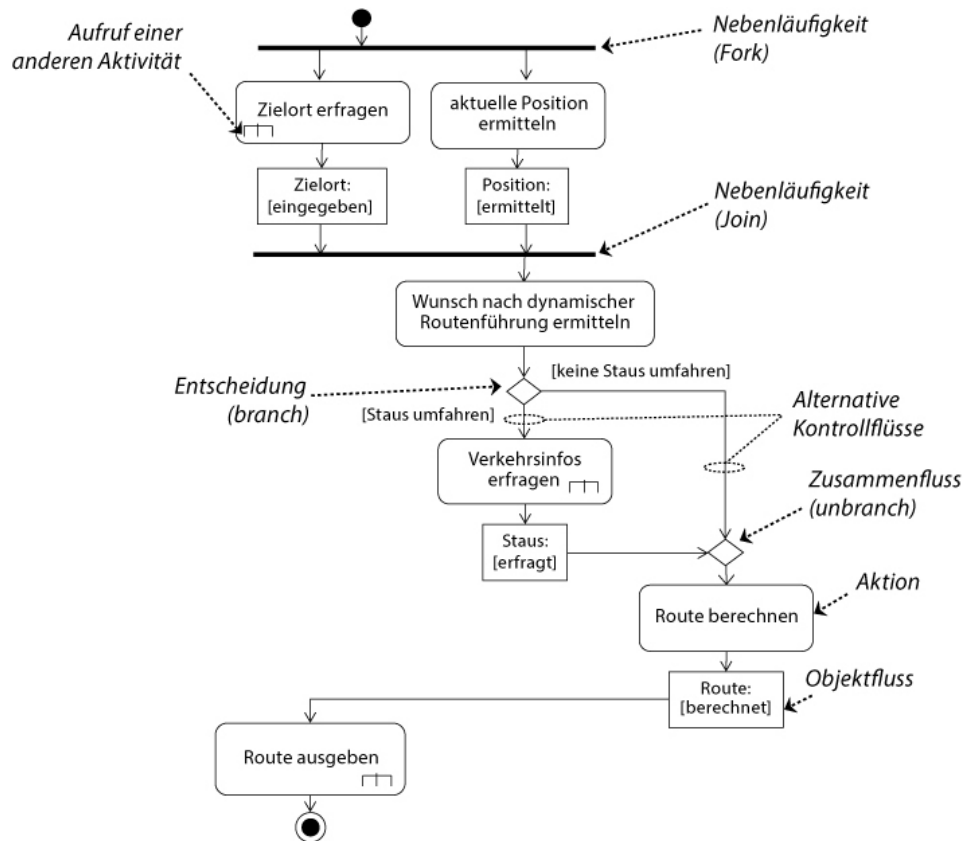 Aufruf einer
anderen Aktivität
Nebenläufigkeit
(Fork)
Zielort erfragen
aktuelle Position
ermitteln
Zielort:
[eingegeben]
Position:
[ermittelt]
Nebenläufigkeit
(Join)
Wunsch nach dynamischer
Routenführung ermitteln
[keine Staus umfahren]
Entscheidung
(branch)
[Staus umfahren]
Alternative
Kontrollflüsse
Verkehrsinfos
erfragen
Zusammenfluss
(unbranch)
Staus:
[erfragt]
Aktion
Route berechnen
Objektfluss
Route:
[berechnet]
Route ausgeben